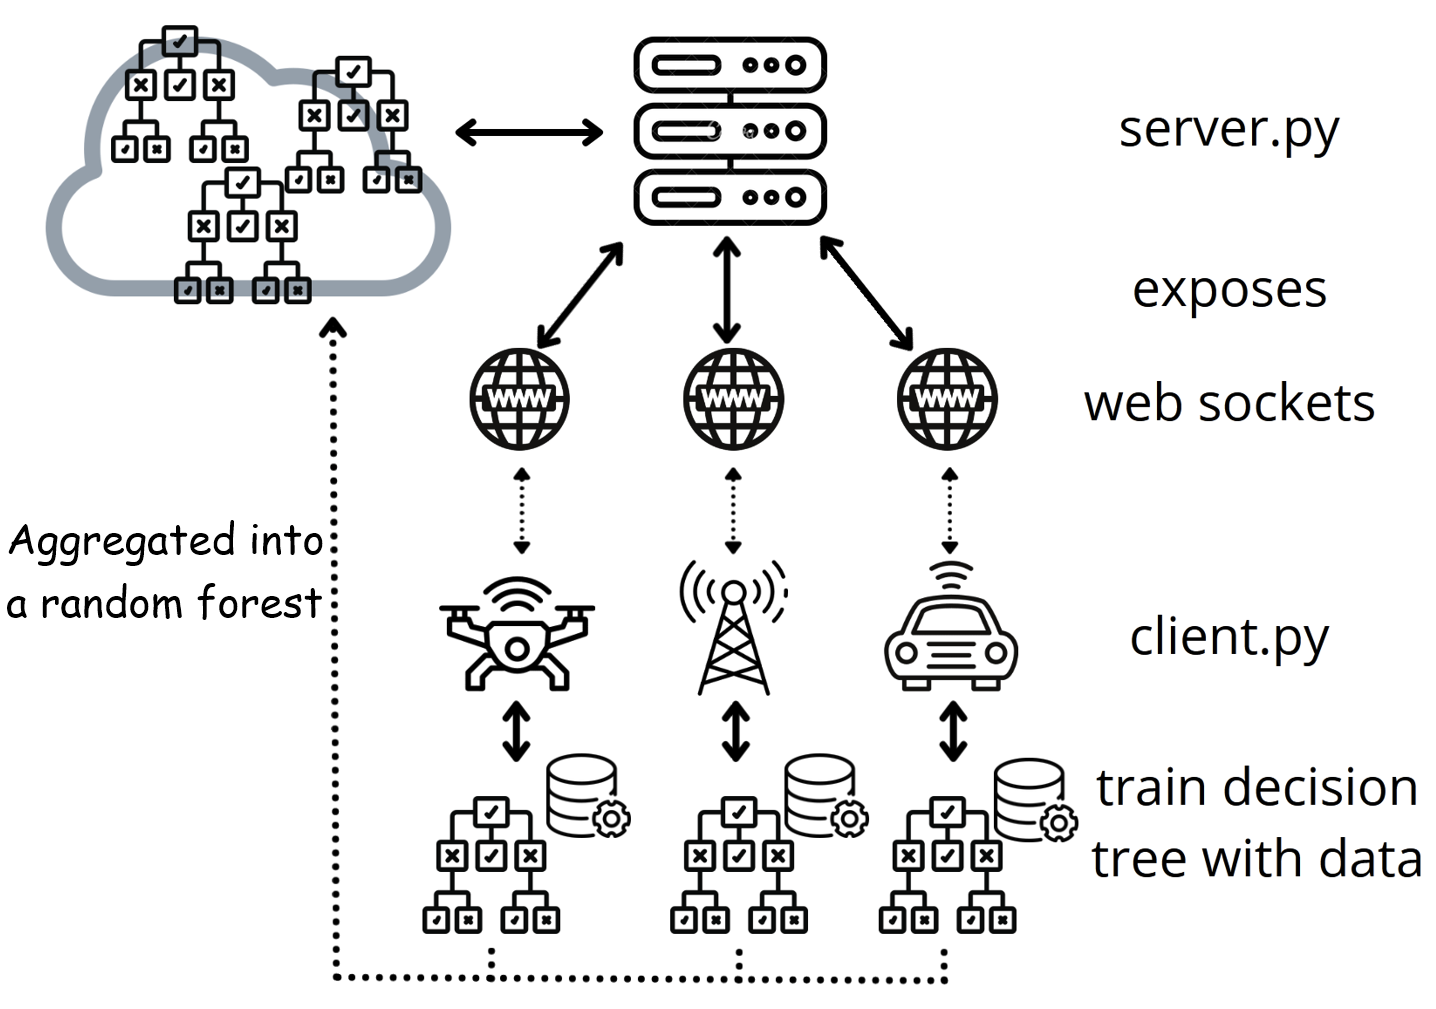 server.py
exposes
WWW WWW WWW
web sockets
Aggregated into
a random forest
client.py
train decision
tree with data